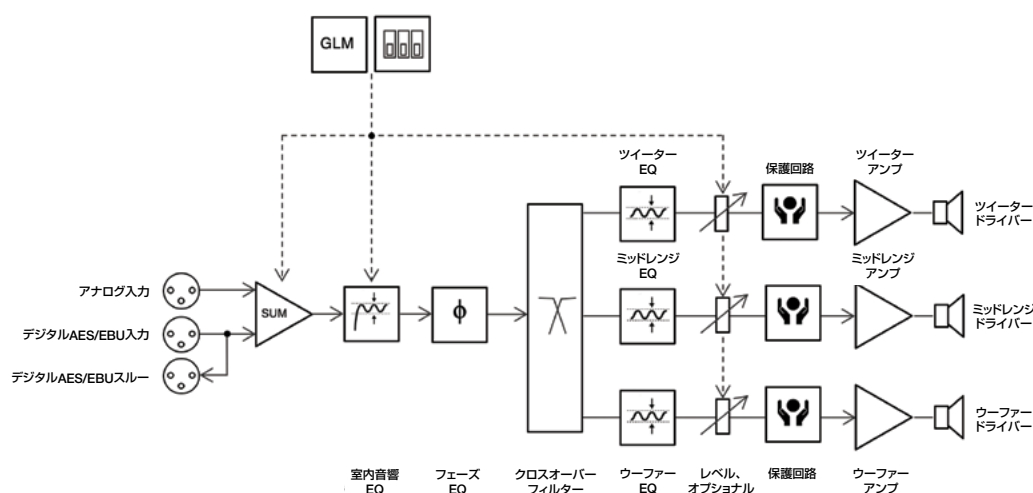 GLM
ツイーター
EQ
保護回路
ツイーター
アンプ
ツイーター
ドライバー
ミッドレンジ
EQ
ミッドレンジ
アンプ
アナログ入力
SUM
デジタルAES/EBU入力
デジタルAES/EBUスルー
φ
ミッドレンジ
ドライバー
ウーファー
ドライバー
室内音響
EQ
フェーズ
EQ
クロスオーバー
フィルター
ウーファー
EQ
レベル、
オプショナル
保護回路
ウーファー
アンプ